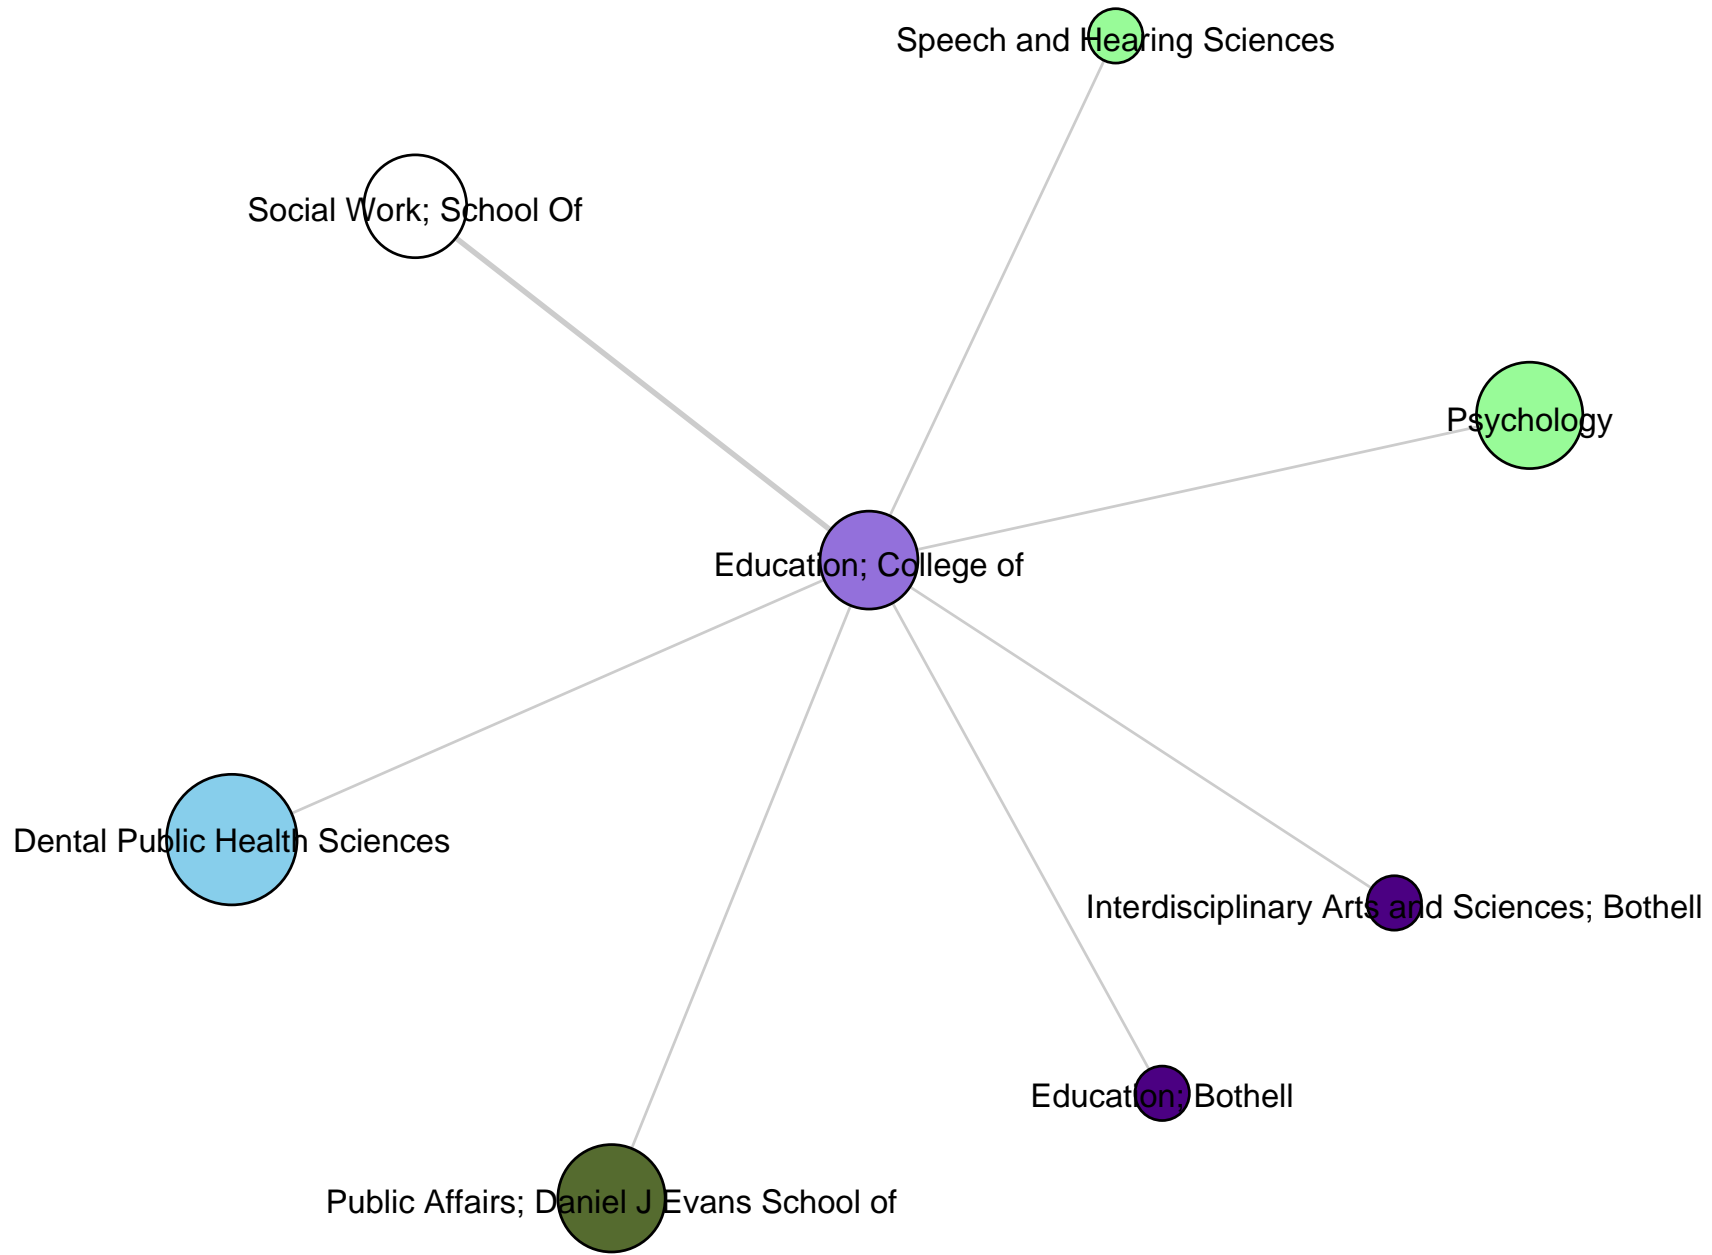 Speech and Hearing Sciences
Social Work; School Of
Psychology
Education; College of
Dental Public Health Sciences
Interdisciplinary Arts and Sciences; Bothell
Education; Bothell
Public Affairs; Daniel J Evans School of